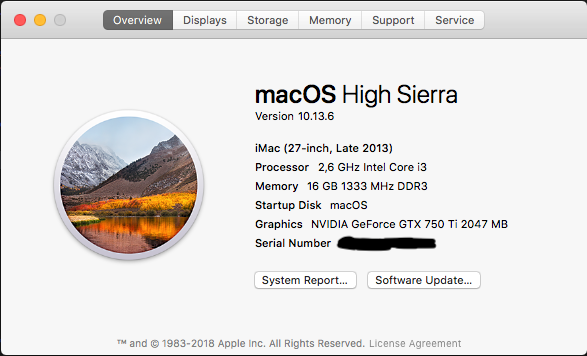 Overview Displays Storage Memory Support Service
macOS High Sierra
Version 10.13.6
iMac (27-inch, Late 2013)
Processor 2,6 GHz Intel Core i3
Memory 16 GB 1333 MHz DDR3
Startup Disk macOS
Graphics NVIDIA GeForce GTX 750 Ti 2047 MB
Serial Number
System Report... Software Update...
™ and © 1983-2018 Apple Inc. All Rights Reserved. License Agreement